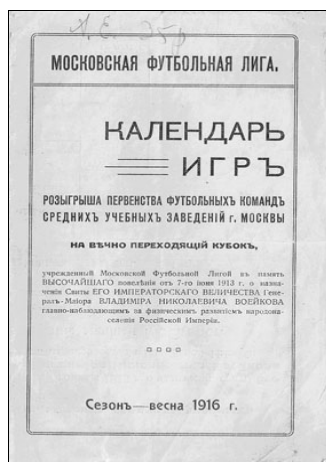 МОСКОВСКАЯ ФУТБОЛЬНАЯ ЛИГА.
КАЛЕНДАРЬ
ИГРЪ
РОЗЫГРЫША ПЕРВЕНСТВА ФУТБОЛЬНЫХЪ КОМАНДЪ
СРЕДНИХЪ УЧЕБНЫХЪ ЗАВЕДЕНІЙ г. МОСКВЫ
НА ВѢЧНО ПЕРЕХОДЯЩІЙ КУБОКЪ,
учрежденный Московской Футбольной Лигой въ память
ВЫСОЧАЙШАГО повелѣнія отъ 7-го іюня 1913 г. о назна-
ченіи Свиты ЕГО ИМПЕРАТОРСКАГО ВЕЛИЧЕСТВА Гене-
ралъ-Маіора ВЛАДИМІРА НИКОЛАЕВИЧА ВОЕЙКОВА
главно-наблюдающимъ за физическимъ развитіемъ народона-
селенія Россійской Имперіи.
Сезонъ—весна 1916 г.